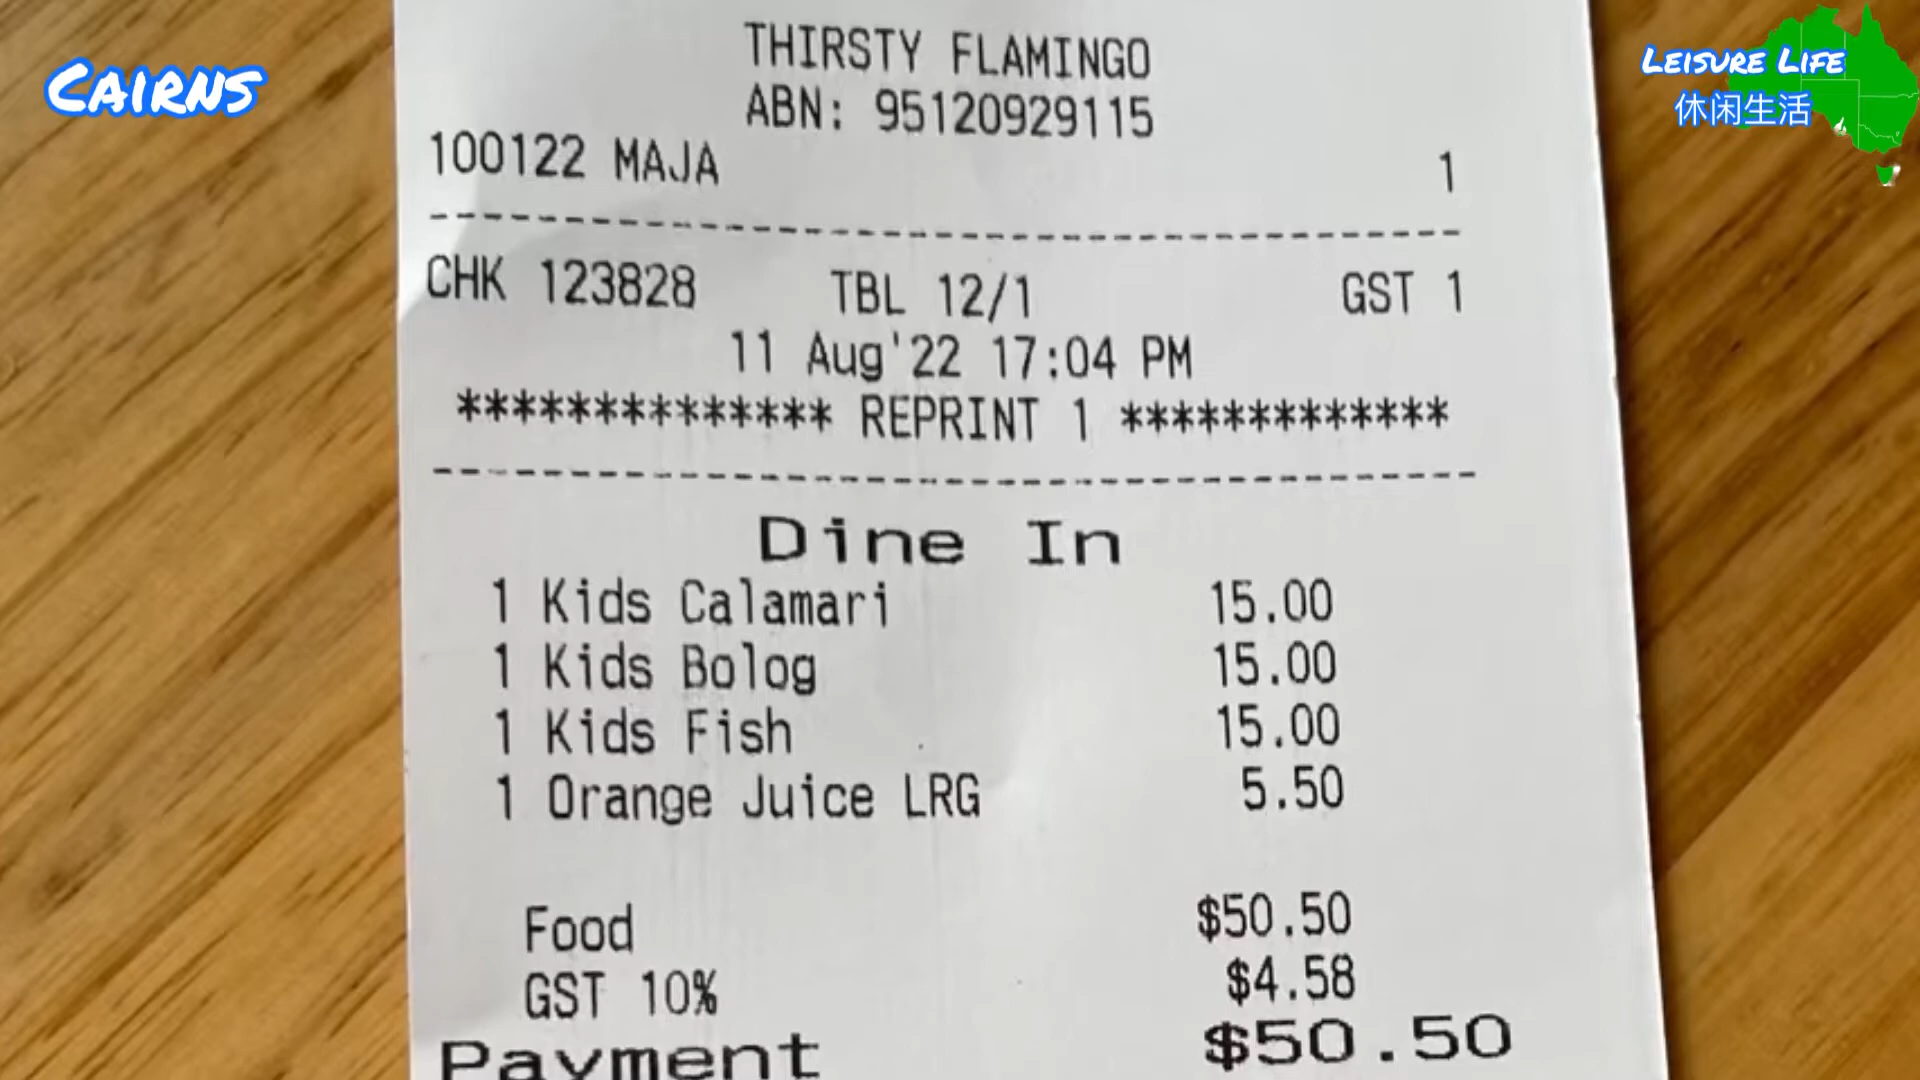 CAIRNS
LEISURE LIFE
休闲生活
THIRSTY FLAMINGO
ABN: 95120929115
100122 MAJA 1
----------------------------------------
CHK 123828 TBL 12/1 GST 1
11 Aug'22 17:04 PM
************** REPRINT 1 *************
----------------------------------------
Dine In
1 Kids Calamari 15.00
1 Kids Bolog 15.00
1 Kids Fish 15.00
1 Orange Juice LRG 5.50
Food $50.50
GST 10% $4.58
Payment $50.50